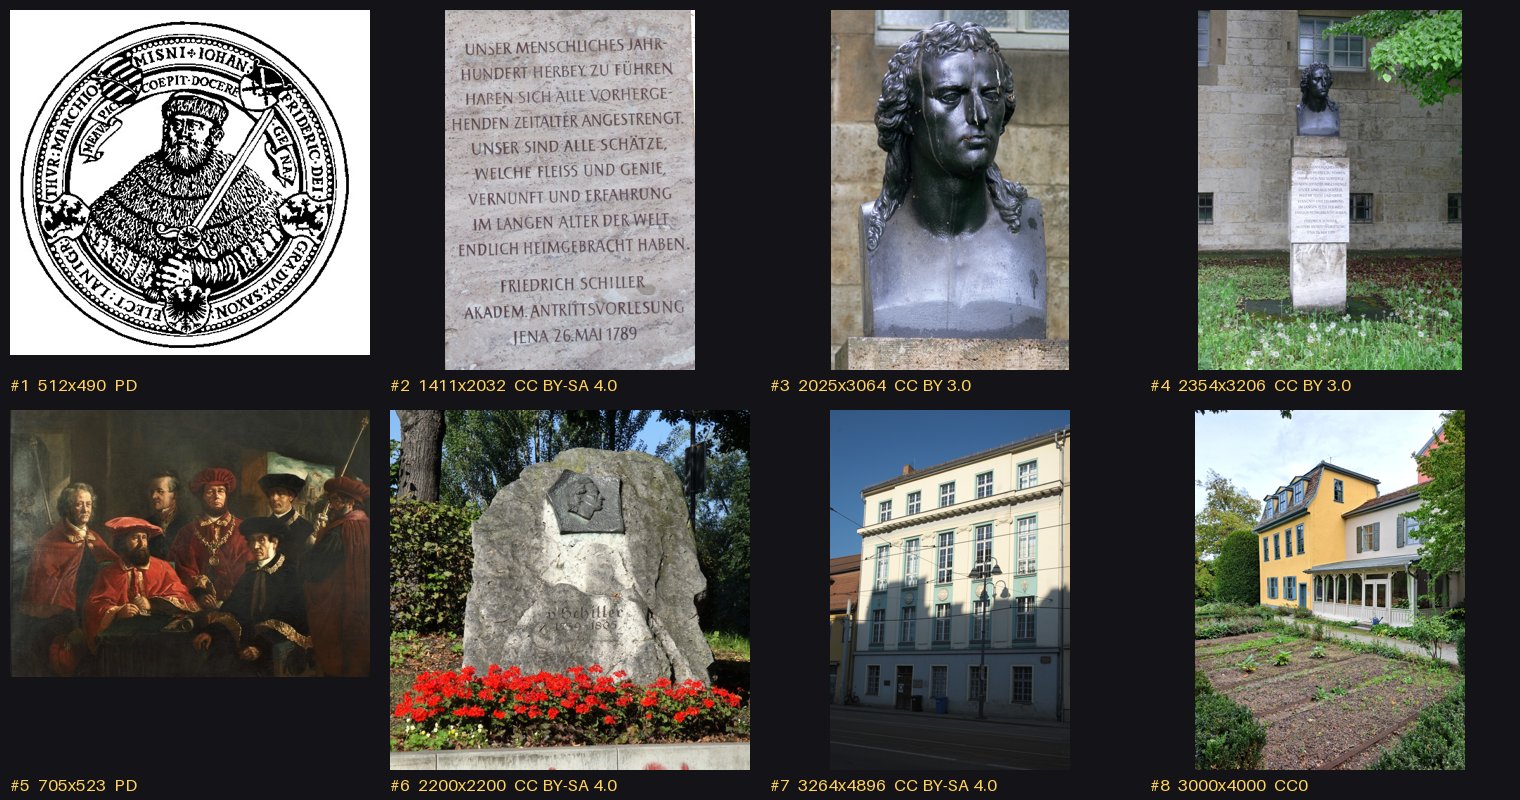 MISNI ✣ IOHAN: FRIDERIC: DEI GRA: DVX SAXON: ELECT: LANTGR: THVR: MARCHIO
COEPIT DOCERE
MEAVA PIC
GENAZ
#1 512x490 PD
UNSER MENSCHLICHES JAHR-
HUNDERT HERBEY ZU FÜHREN
HABEN SICH ALLE VORHERGE-
HENDEN ZEITALTER ANGESTRENGT.
UNSER SIND ALLE SCHÄTZE,
WELCHE FLEISS UND GENIE,
VERNUNFT UND ERFAHRUNG
IM LANGEN ALTER DER WELT
ENDLICH HEIMGEBRACHT HABEN.
FRIEDRICH SCHILLER
AKADEM. ANTRITTSVORLESUNG
JENA 26. MAI 1789
#2 1411x2032 CC BY-SA 4.0
#3 2025x3064 CC BY 3.0
#4 2354x3206 CC BY 3.0
#5 705x523 PD
v. Schiller
#6 2200x2200 CC BY-SA 4.0
#7 3264x4896 CC BY-SA 4.0
#8 3000x4000 CC0